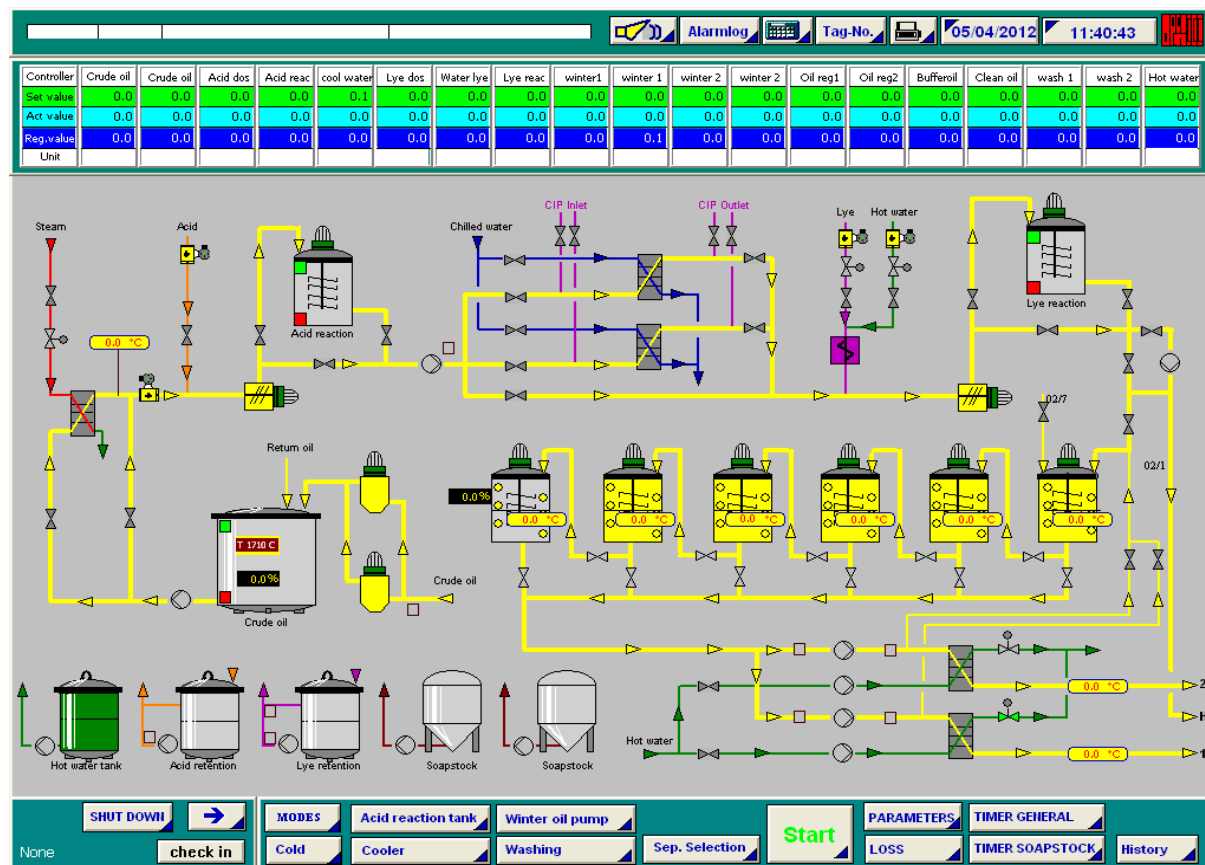 Alarmlog Tag-No. 05/04/2012 11:40:43
Controller Crude oil Crude oil Acid dos Acid reac cool water Lye dos Water lye Lye reac winter1 winter 1 winter 2 winter 2 Oil reg1 Oil reg2 Bufferoil Clean oil wash 1 wash 2 Hot water
Set value 0.0 0.0 0.0 0.0 0.1 0.0 0.0 0.0 0.0 0.0 0.0 0.0 0.0 0.0 0.0 0.0 0.0 0.0 0.0
Act value 0.0 0.0 0.0 0.0 0.0 0.0 0.0 0.0 0.0 0.0 0.0 0.0 0.0 0.0 0.0 0.0 0.0 0.0 0.0
Reg.value 0.0 0.0 0.0 0.0 0.0 0.0 0.0 0.0 0.0 0.1 0.0 0.0 0.0 0.0 0.0 0.0 0.0 0.0 0.0
Unit
CIP Inlet CIP Outlet
Steam Acid Chilled water Lye Hot water
Lye reaction
Acid reaction
0.0 °C
02/7
Return oil
02/1
0.0%
0.0 °C 0.0 °C 0.0 °C 0.0 °C 0.0 °C 0.0 °C
T 1710 C
0.0%
Crude oil
Crude oil
0.0 °C 2
H
Hot water
0.0 °C 1
Hot water tank Acid retention Lye retention Soapstock Soapstock
SHUT DOWN MODES Acid reaction tank Winter oil pump Start PARAMETERS TIMER GENERAL
None check in Cold Cooler Washing Sep. Selection LOSS TIMER SOAPSTOCK History